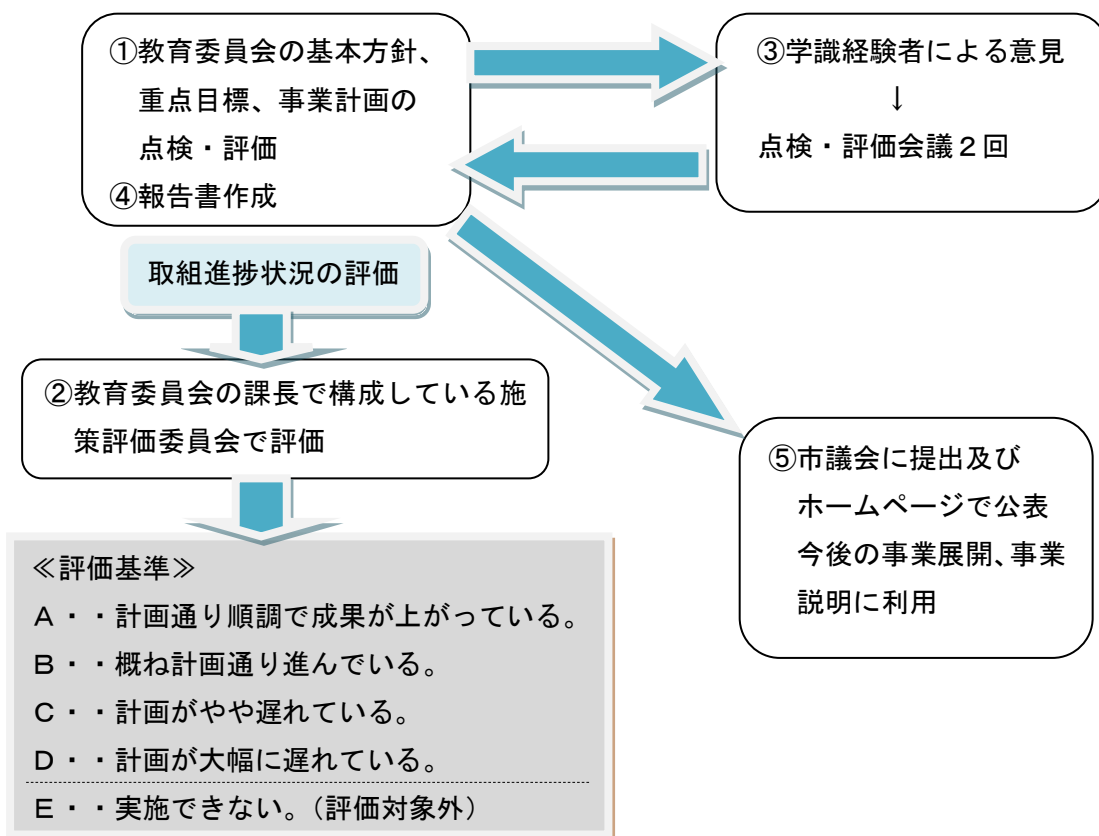 ①教育委員会の基本方針、
重点目標、事業計画の
点検・評価
④報告書作成
③学識経験者による意見
↓
点検・評価会議２回
取組進捗状況の評価
②教育委員会の課長で構成している施
策評価委員会で評価
⑤市議会に提出及び
ホームページで公表
今後の事業展開、事業
説明に利用
≪評価基準≫
Ａ・・計画通り順調で成果が上がっている。
Ｂ・・概ね計画通り進んでいる。
Ｃ・・計画がやや遅れている。
Ｄ・・計画が大幅に遅れている。
Ｅ・・実施できない。（評価対象外）